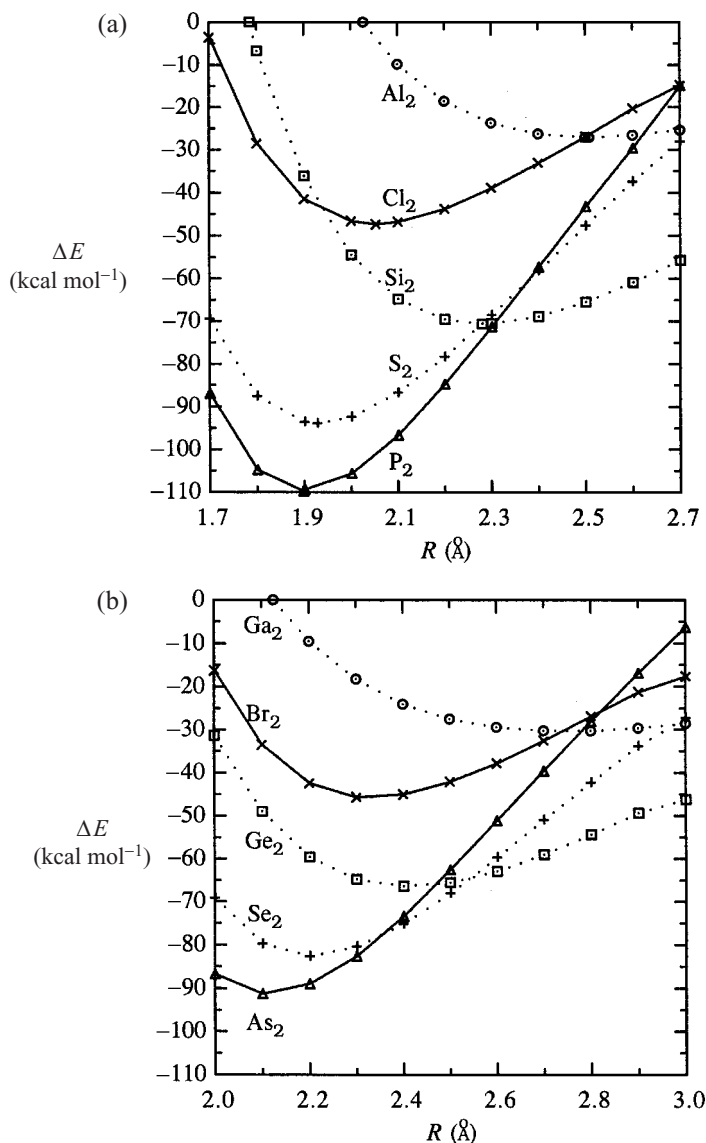 (a)
0
−10
−20
−30
−40
−50
−60
−70
−80
−90
−100
−110
ΔE
(kcal mol⁻¹)
Al₂
Cl₂
Si₂
S₂
P₂
1.7 1.9 2.1 2.3 2.5 2.7
R (Å)
(b)
0
−10
−20
−30
−40
−50
−60
−70
−80
−90
−100
−110
ΔE
(kcal mol⁻¹)
Ga₂
Br₂
Ge₂
Se₂
As₂
2.0 2.2 2.4 2.6 2.8 3.0
R (Å)